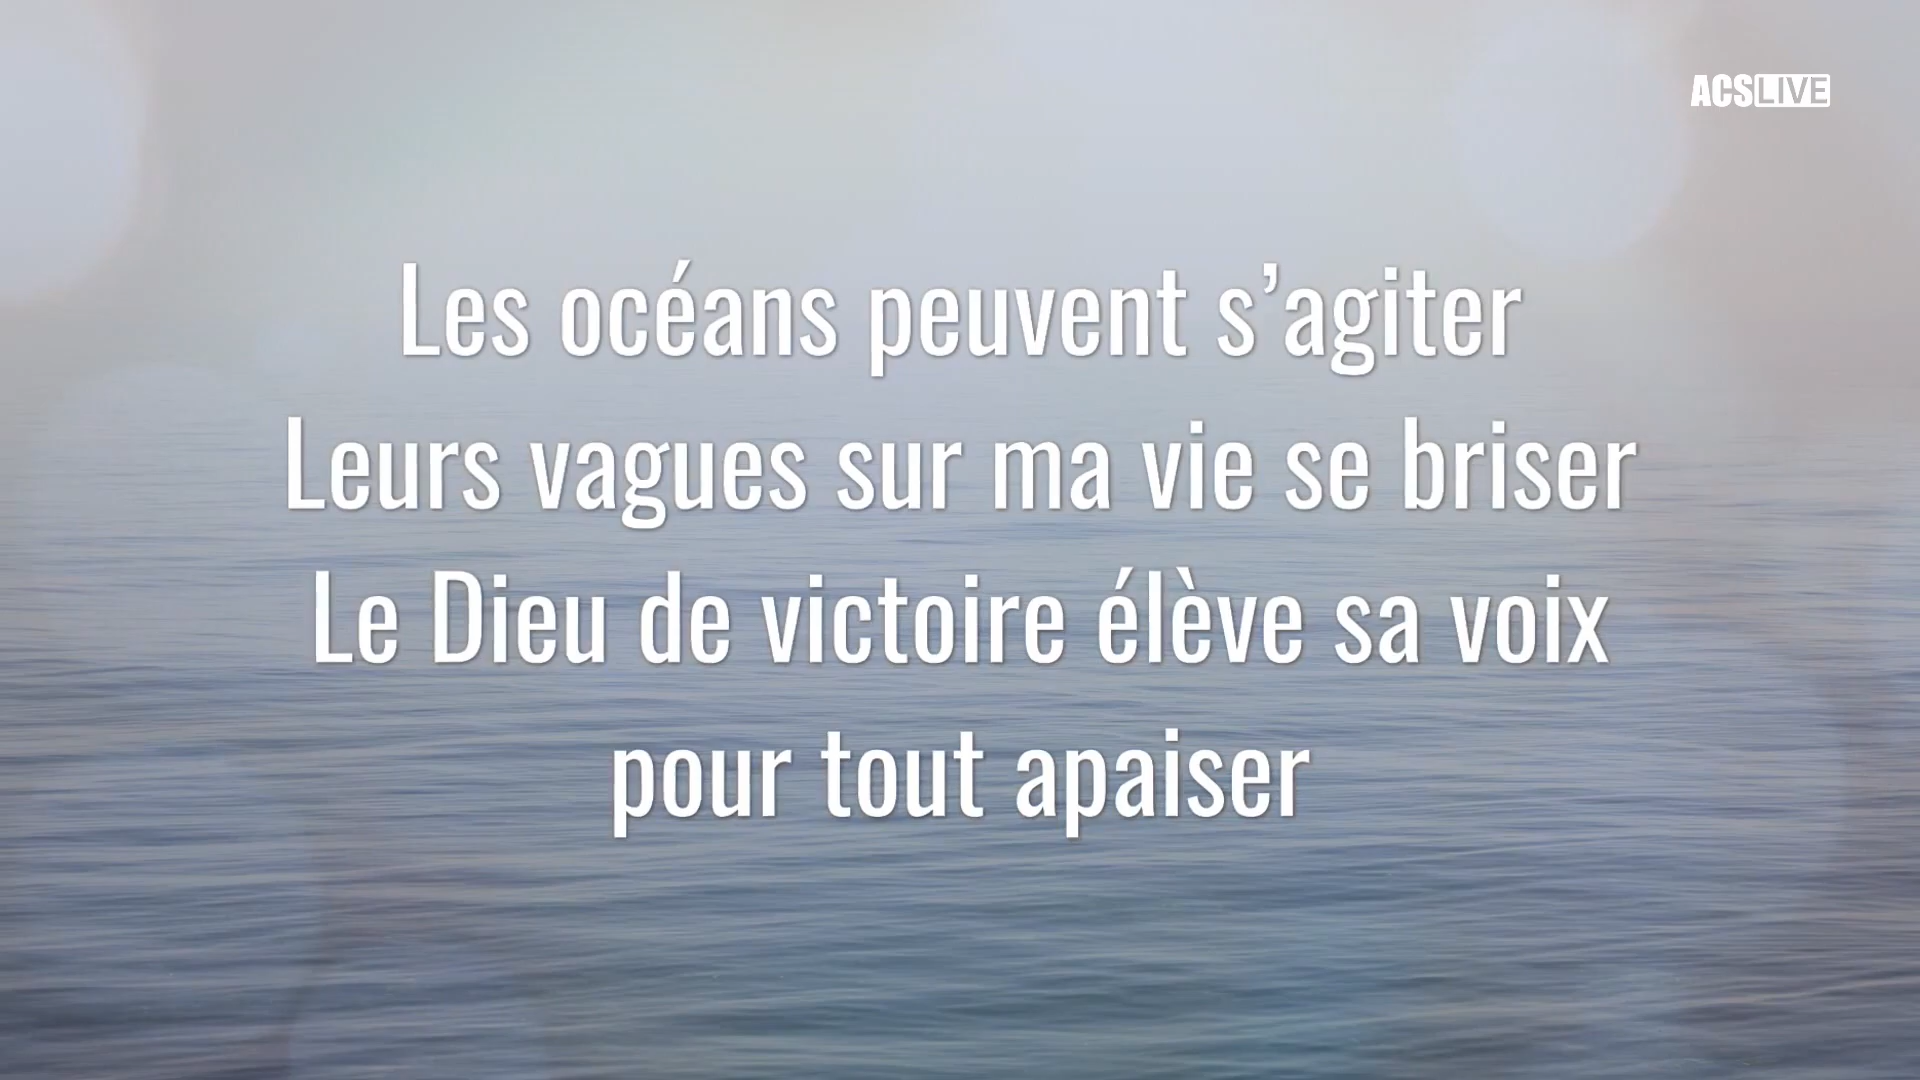 ACSLIVE
Les océans peuvent s’agiter
Leurs vagues sur ma vie se briser
Le Dieu de victoire élève sa voix
pour tout apaiser